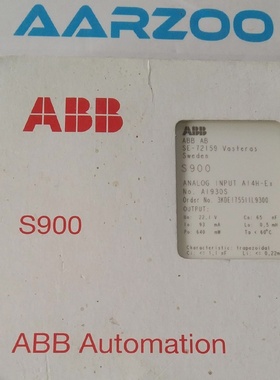 AARZOO
ABB
ABB
ABB AB
SE-72159 Vasteras
Sweden
S900
ANALOG INPUT AI4H-Ex
No. AI930S
Order No. 3KDE175511L9300
OUTPUT
S900
ABB Automation